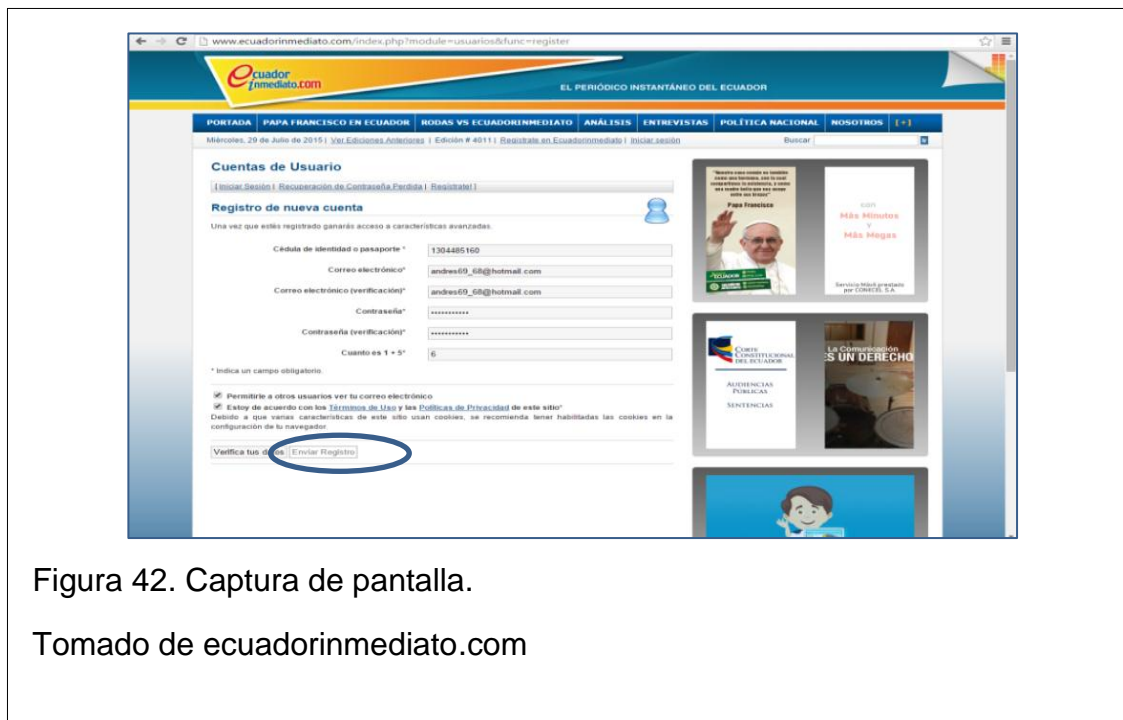 www.ecuadorinmediato.com/index.php?module=usuarios&func=register
Ecuador
Inmediato.com
EL PERIÓDICO INSTANTÁNEO DEL ECUADOR
PORTADA PAPA FRANCISCO EN ECUADOR RODAS VS ECUADORINMEDIATO ANÁLISIS ENTREVISTAS POLÍTICA NACIONAL NOSOTROS [+]
Miércoles, 29 de Julio de 2015 | Ver Ediciones Anteriores | Edición # 4011 | Registrate en Ecuadorinmediato | Iniciar sesión Buscar
Cuentas de Usuario
[ Iniciar Sesión | Recuperación de Contraseña Perdida | Registrate! ]
Registro de nueva cuenta
Una vez que estés registrado ganarás acceso a características avanzadas.
Cédula de identidad o pasaporte * 1304485160
Correo electrónico* andres69_68@hotmail.com
Correo electrónico (verificación)* andres69_68@hotmail.com
Contraseña* •••••••••••
Contraseña (verificación)* •••••••••••
Cuanto es 1 + 5* 6
* Indica un campo obligatorio.
Permitirle a otros usuarios ver tu correo electrónico
Estoy de acuerdo con los Términos de Uso y las Políticas de Privacidad de este sitio*
Debido a que varias características de este sitio usan cookies, se recomienda tener habilitadas las cookies en la
configuración de tu navegador.
Verifica tus Enviar Registro
Papa Francisco
ECUADOR
con
Más Minutos
Y
Más Megas
Servicio Móvil prestado
por CONECEL S.A.
CORTE
CONSTITUCIONAL
DEL ECUADOR
AUDIENCIAS
PÚBLICAS
SENTENCIAS
La Comunicación
ES UN DERECHO
Figura 42. Captura de pantalla.
Tomado de ecuadorinmediato.com